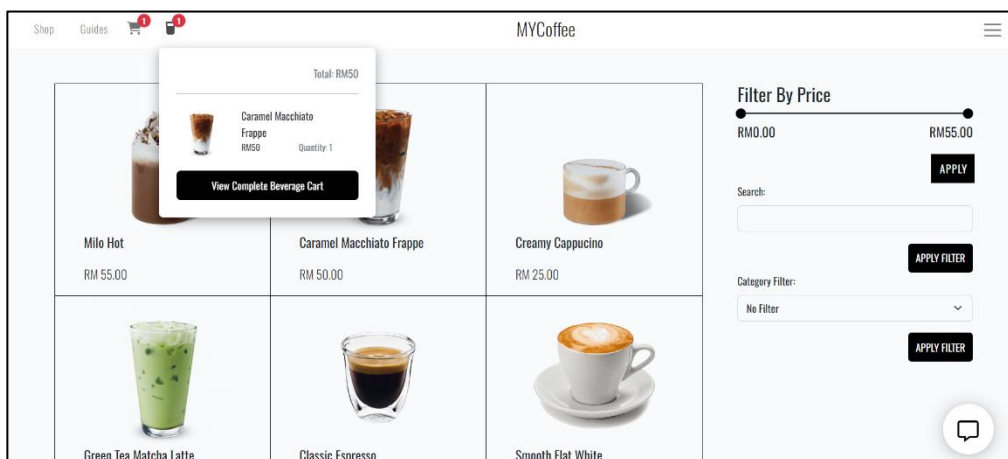 Shop Guides 1 1 MYCoffee
Total: RM50
Caramel Macchiato
Frappe
RM50 Quantity: 1
View Complete Beverage Cart
Milo Hot
RM 55.00
Caramel Macchiato Frappe
RM 50.00
Creamy Cappucino
RM 25.00
Green Tea Matcha Latte
Classic Espresso
Smooth Flat White
Filter By Price
RM0.00 RM55.00
APPLY
Search:
APPLY FILTER
Category Filter:
No Filter
APPLY FILTER